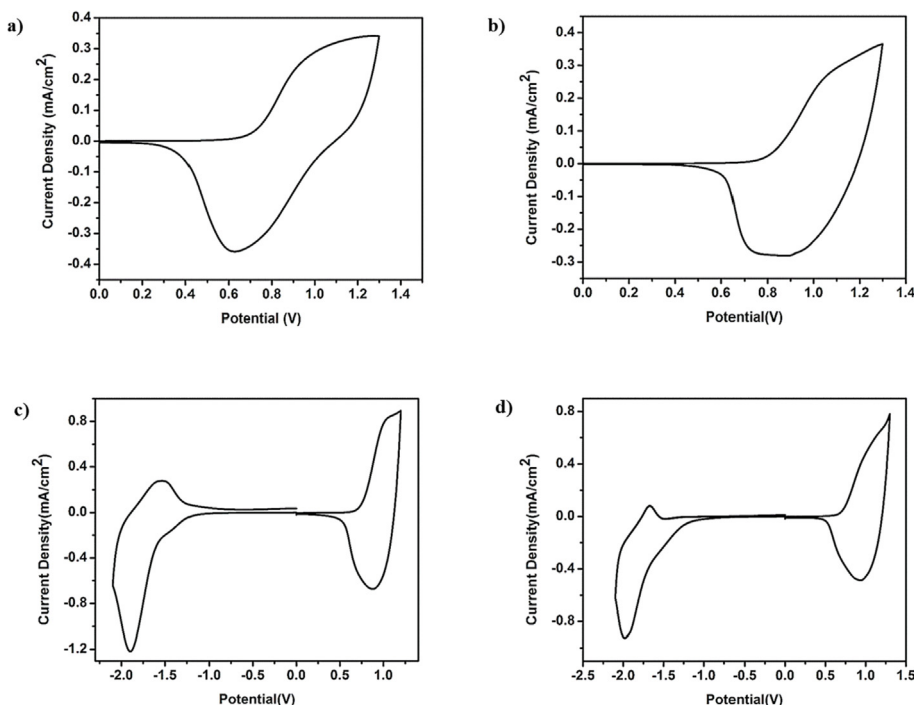 a)
Current Density (mA/cm²)
0.4
0.3
0.2
0.1
0.0
-0.1
-0.2
-0.3
-0.4
0.0 0.2 0.4 0.6 0.8 1.0 1.2 1.4
Potential (V)
b)
Current Density (mA/cm²)
0.4
0.3
0.2
0.1
0.0
-0.1
-0.2
-0.3
0.0 0.2 0.4 0.6 0.8 1.0 1.2 1.4
Potential(V)
c)
Current Density(mA/cm²)
0.8
0.4
0.0
-0.4
-0.8
-1.2
-2.0 -1.5 -1.0 -0.5 0.0 0.5 1.0
Potential(V)
d)
Current Density(mA/cm²)
0.8
0.4
0.0
-0.4
-0.8
-2.5 -2.0 -1.5 -1.0 -0.5 0.0 0.5 1.0 1.5
Potential(V)